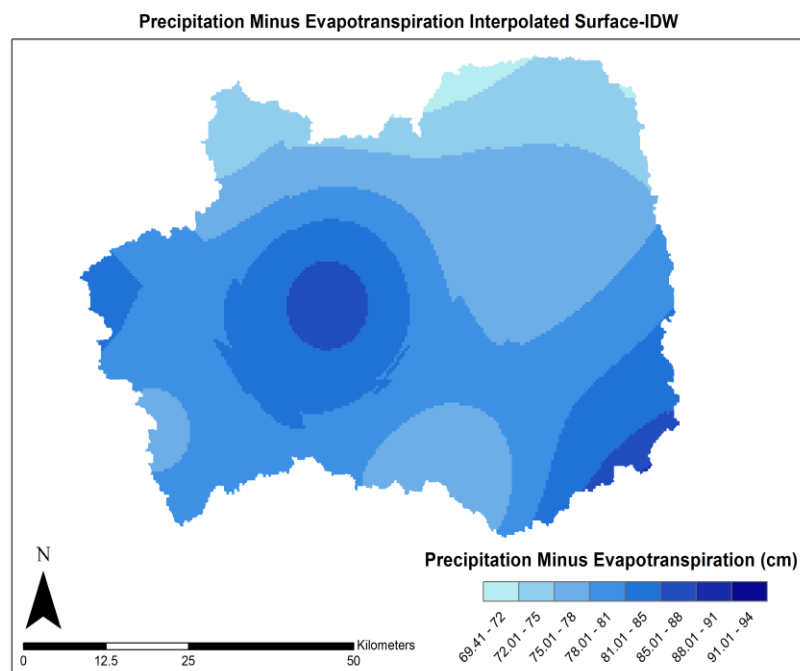 Precipitation Minus Evapotranspiration Interpolated Surface-IDW
N
Precipitation Minus Evapotranspiration (cm)
69.41 - 72
72.01 - 75
75.01 - 78
78.01 - 81
81.01 - 85
85.01 - 88
88.01 - 91
91.01 - 94
Kilometers
0 12.5 25 50